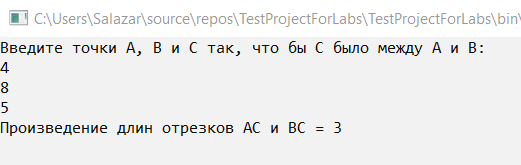 C:\Users\Salazar\source\repos\TestProjectForLabs\TestProjectForLabs\bin\
Введите точки А, В и С так, что бы С было между А и В:
4
8
5
Произведение длин отрезков АС и ВС = 3